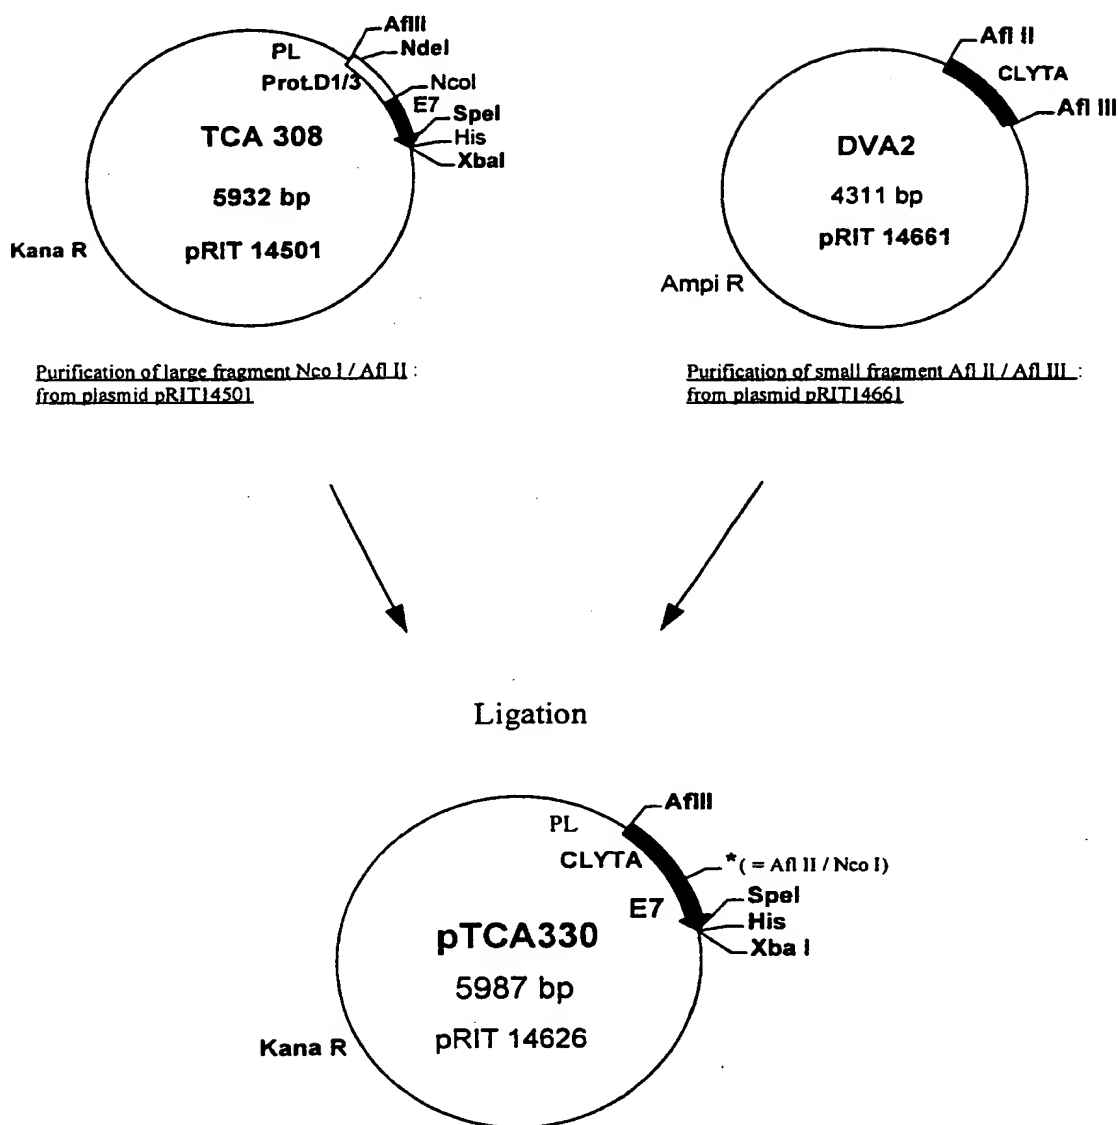 AflII
NdeI
PL
Prot.D1/3
NcoI
E7
SpeI
His
XbaI
TCA 308
5932 bp
pRIT 14501
Kana R
Afl II
CLYTA
Afl III
DVA2
4311 bp
pRIT 14661
Ampi R
Purification of large fragment Nco I / Afl II :
from plasmid pRIT14501
Purification of small fragment Afl II / Afl III :
from plasmid pRIT14661
Ligation
AflII
PL
CLYTA
*( = Afl II / Nco I)
E7
SpeI
His
Xba I
pTCA330
5987 bp
pRIT 14626
Kana R